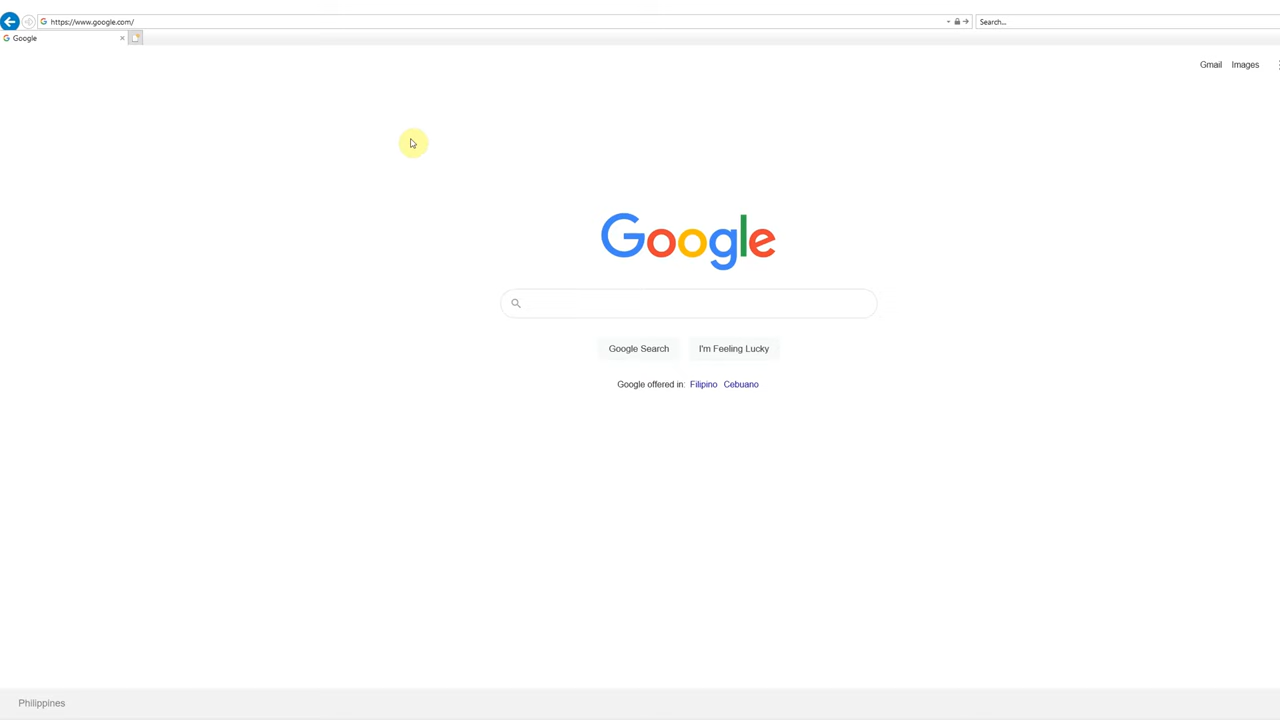 https://www.google.com/
Search...
Google
Gmail Images
Google
Google Search I'm Feeling Lucky
Google offered in: Filipino Cebuano
Philippines